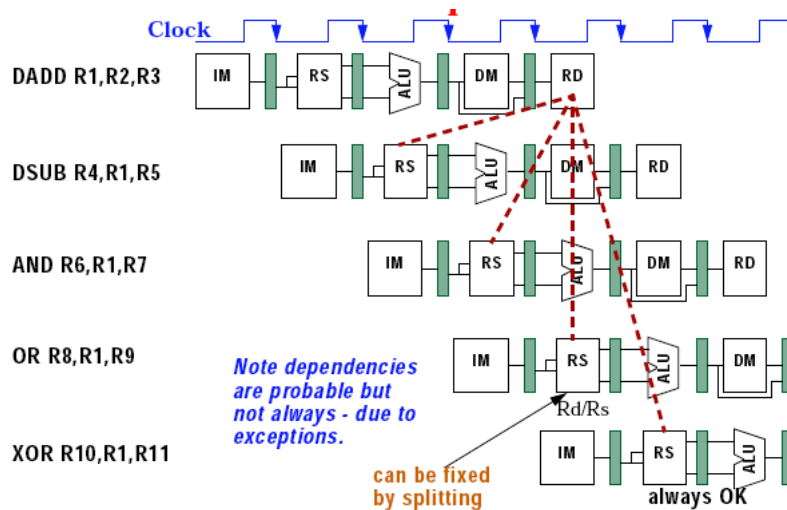 Clock
DADD R1,R2,R3
IM
RS
ALU
DM
RD
DSUB R4,R1,R5
IM
RS
ALU
DM
RD
AND R6,R1,R7
IM
RS
ALU
DM
RD
OR R8,R1,R9
IM
RS
ALU
DM
Rd/Rs
Note dependencies
are probable but
not always - due to
exceptions.
XOR R10,R1,R11
IM
RS
ALU
can be fixed
by splitting
always OK